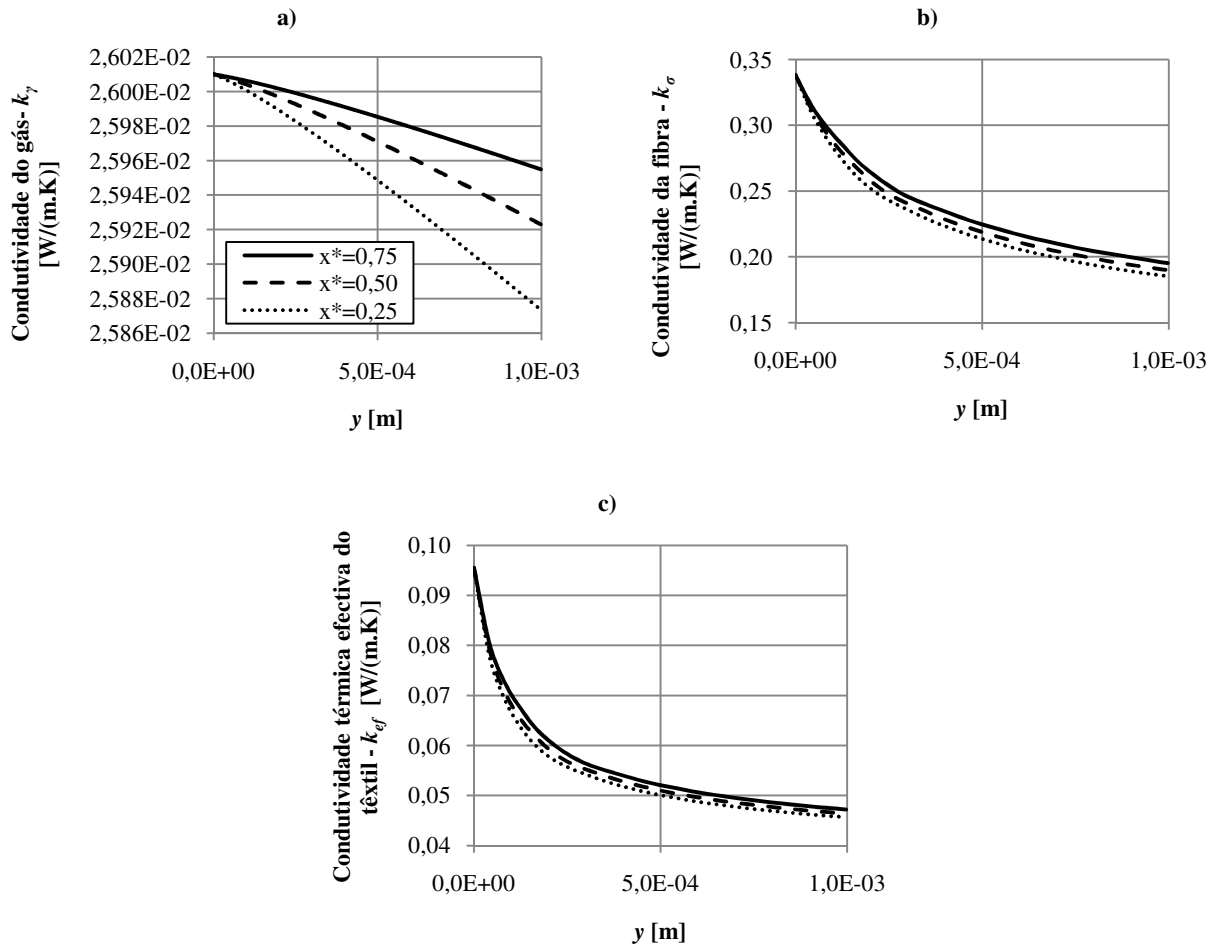 a)
Condutividade do gás- kγ
[W/(m.K)]
2,602E-02
2,600E-02
2,598E-02
2,596E-02
2,594E-02
2,592E-02
2,590E-02
2,588E-02
2,586E-02
x*=0,75
x*=0,50
x*=0,25
0,0E+00
5,0E-04
1,0E-03
y [m]
b)
Condutividade da fibra - kσ
[W/(m.K)]
0,35
0,30
0,25
0,20
0,15
0,0E+00
5,0E-04
1,0E-03
y [m]
c)
Condutividade térmica efectiva do
têxtil - kef [W/(m.K)]
0,10
0,09
0,08
0,07
0,06
0,05
0,04
0,0E+00
5,0E-04
1,0E-03
y [m]